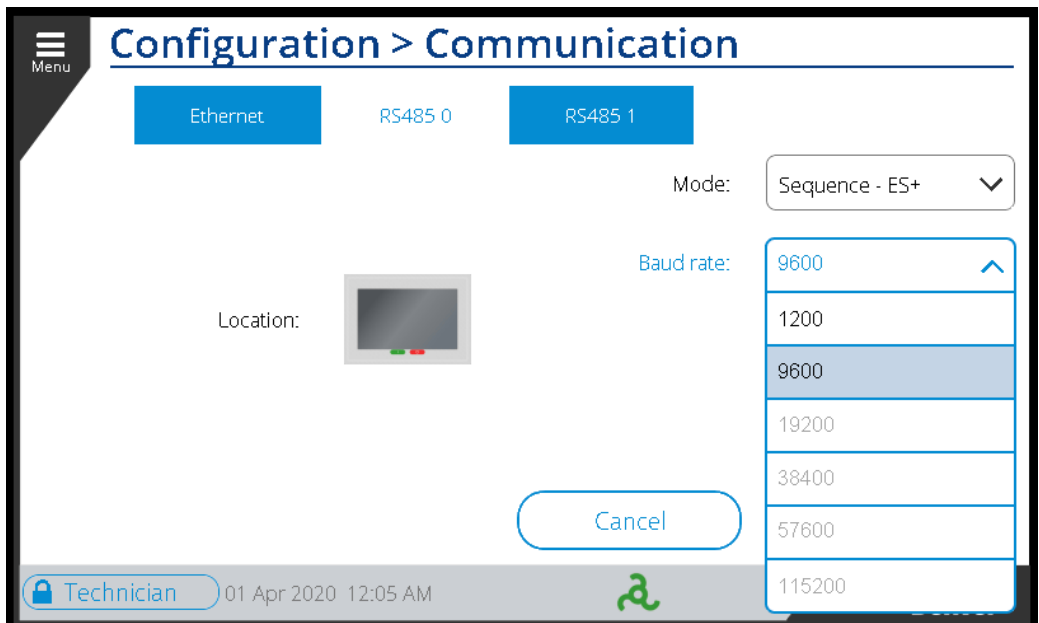 Configuration > Communication
Menu
Ethernet
RS485 0
RS485 1
Mode:
Sequence - ES+
Baud rate:
9600
1200
9600
19200
38400
57600
115200
Location:
Cancel
Technician
01 Apr 2020 12:05 AM